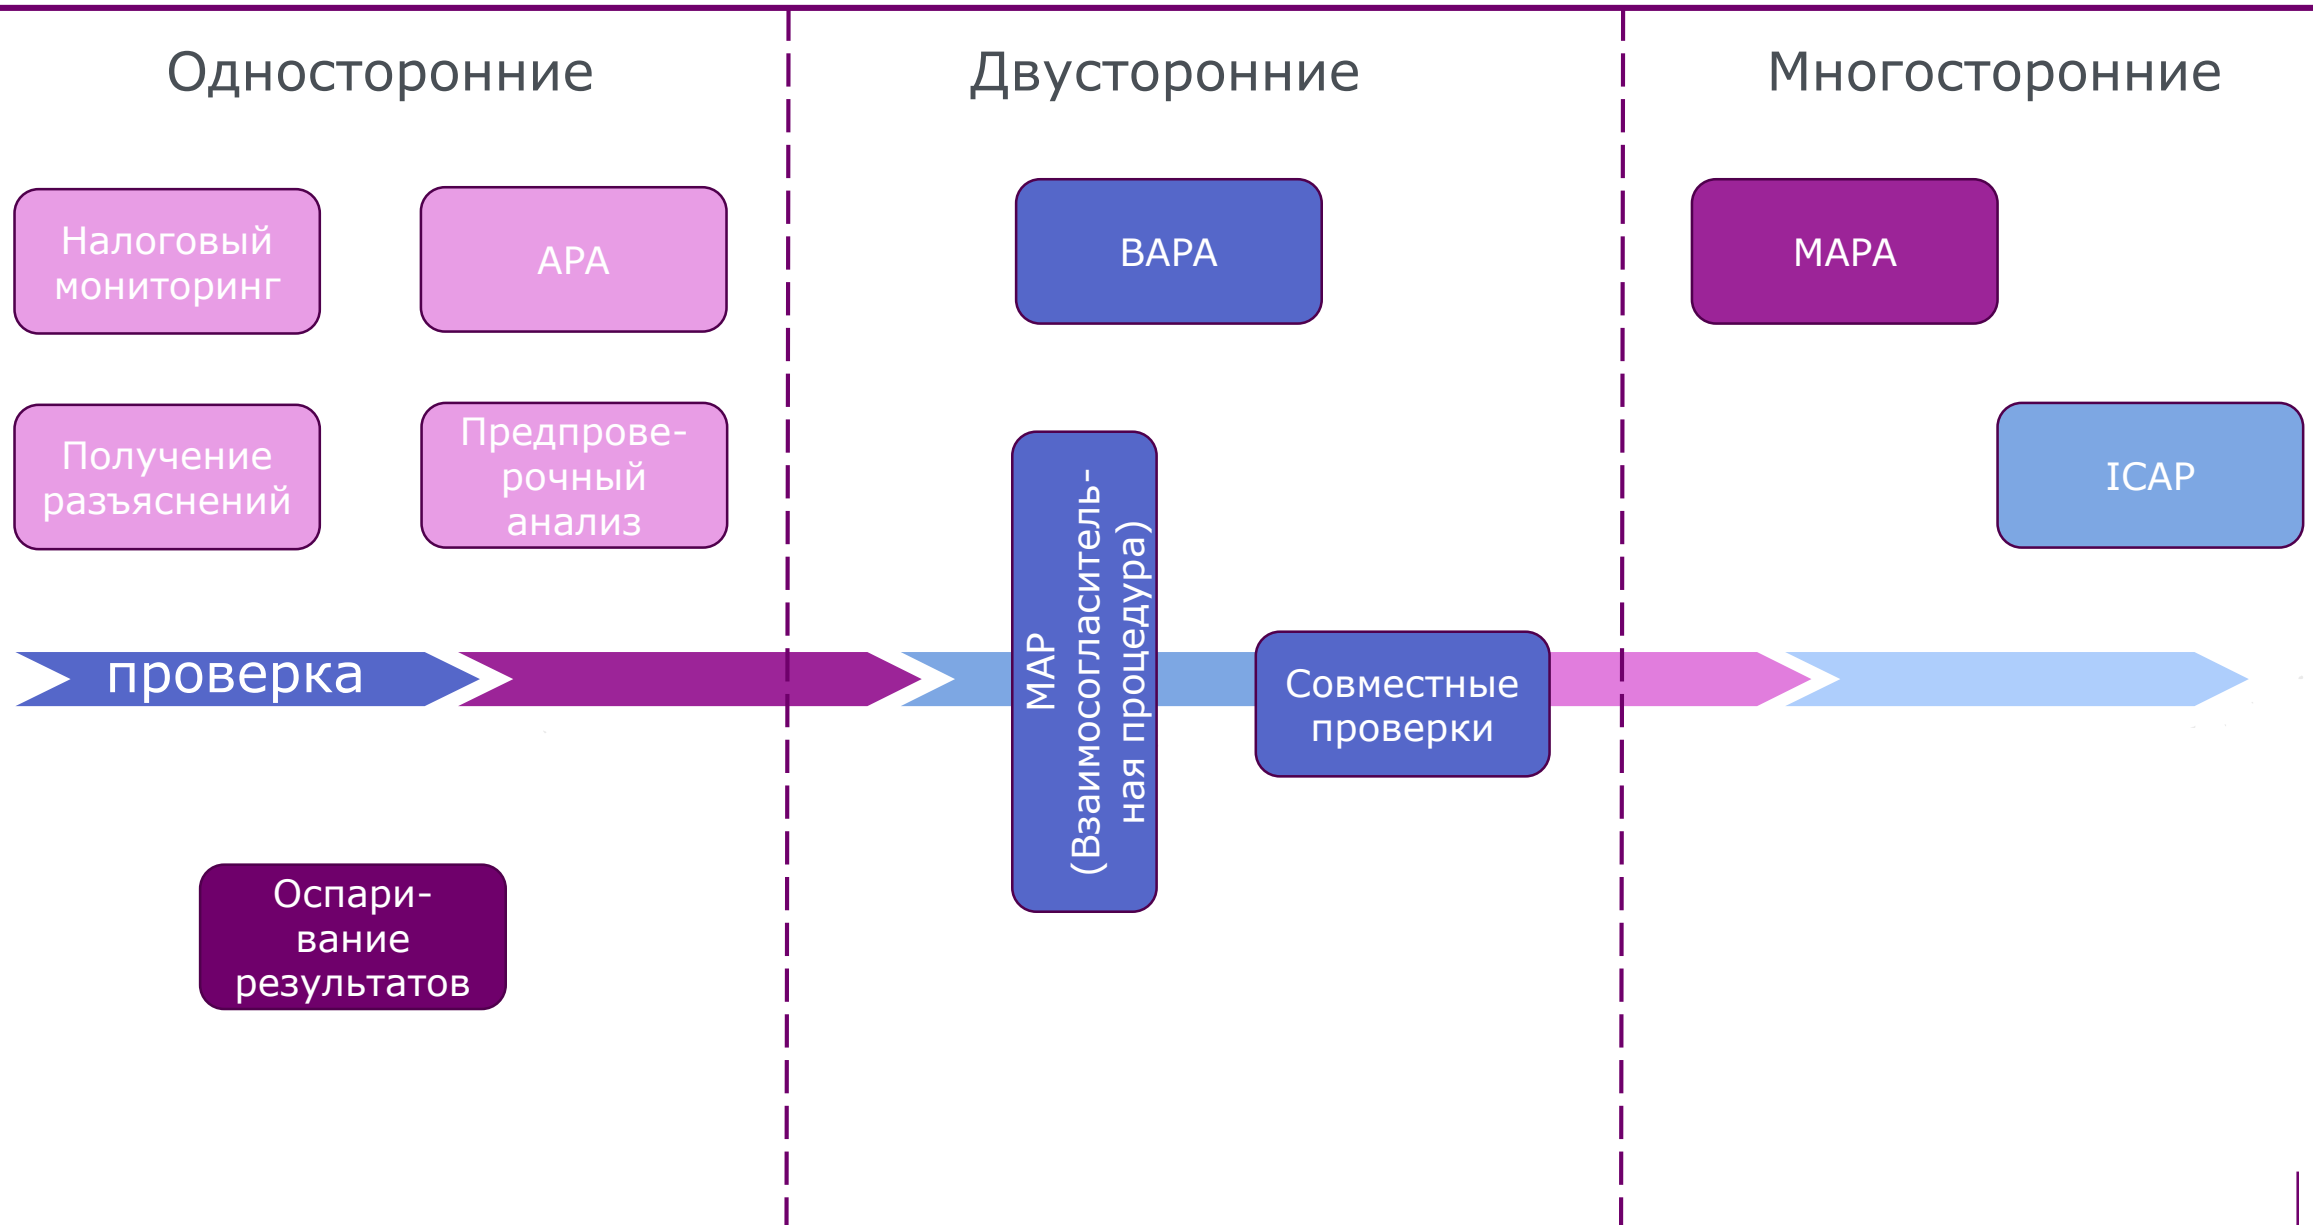 Односторонние
Двусторонние
Многосторонние
Налоговый
мониторинг
APA
BAPA
MAPA
Получение
разъяснений
Предпрове-
рочный
анализ
ICAP
проверка
MAP
(Взаимосогласитель-
ная процедура)
Совместные
проверки
Оспари-
вание
результатов